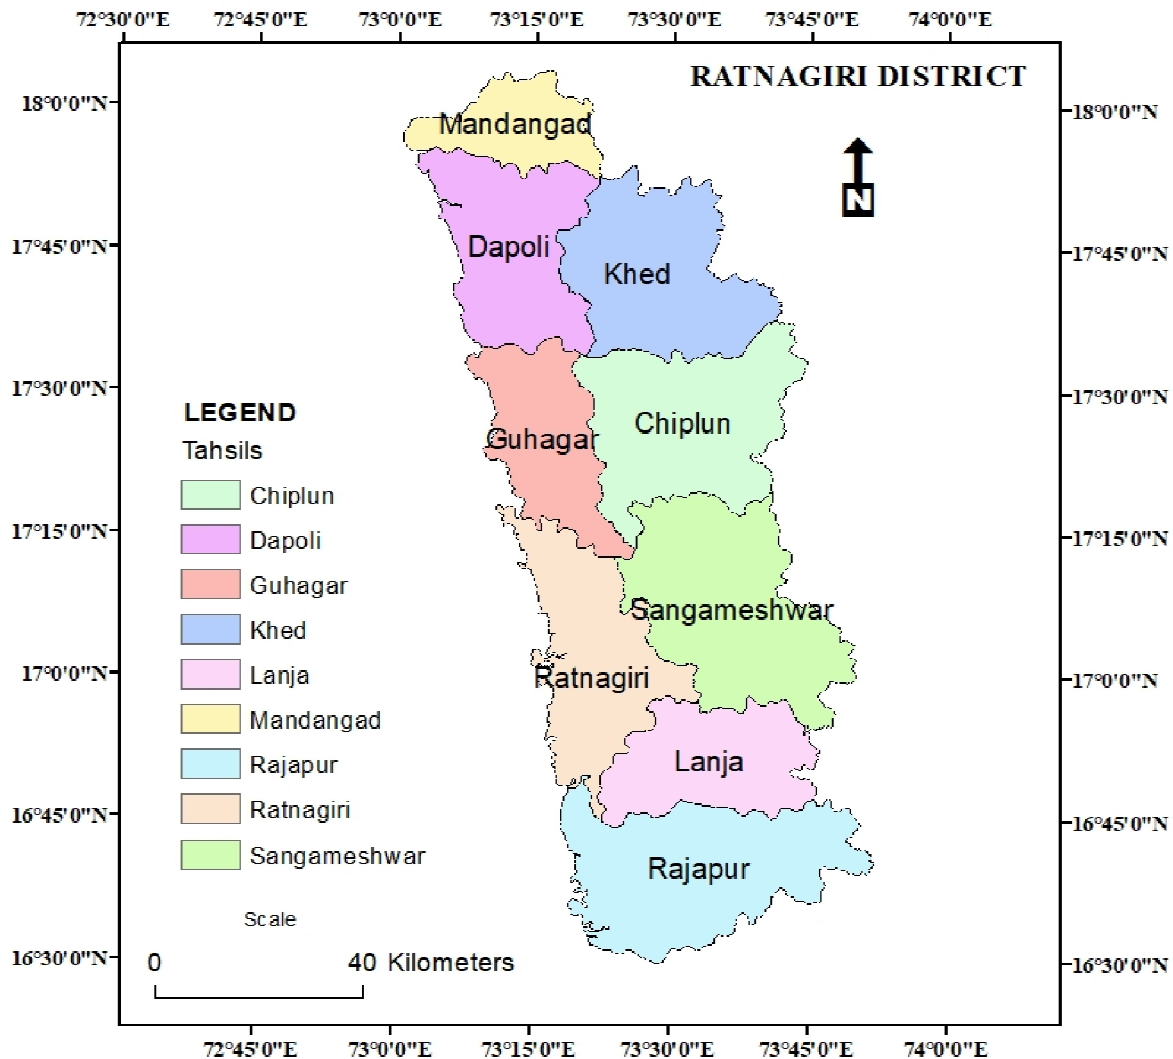 72°30'0"E 72°45'0"E 73°0'0"E 73°15'0"E 73°30'0"E 73°45'0"E 74°0'0"E
RATNAGIRI DISTRICT
18°0'0"N
18°0'0"N
Mandangad
N
17°45'0"N
Dapoli
17°45'0"N
Khed
17°30'0"N
17°30'0"N
LEGEND
Chiplun
Guhagar
Tahsils
Chiplun
17°15'0"N
Dapoli
17°15'0"N
Guhagar
Sangameshwar
Khed
17°0'0"N
Lanja
Ratnagiri
17°0'0"N
Mandangad
Rajapur
Lanja
16°45'0"N
Ratnagiri
16°45'0"N
Sangameshwar
Rajapur
Scale
16°30'0"N
0 40 Kilometers
16°30'0"N
72°45'0"E 73°0'0"E 73°15'0"E 73°30'0"E 73°45'0"E 74°0'0"E